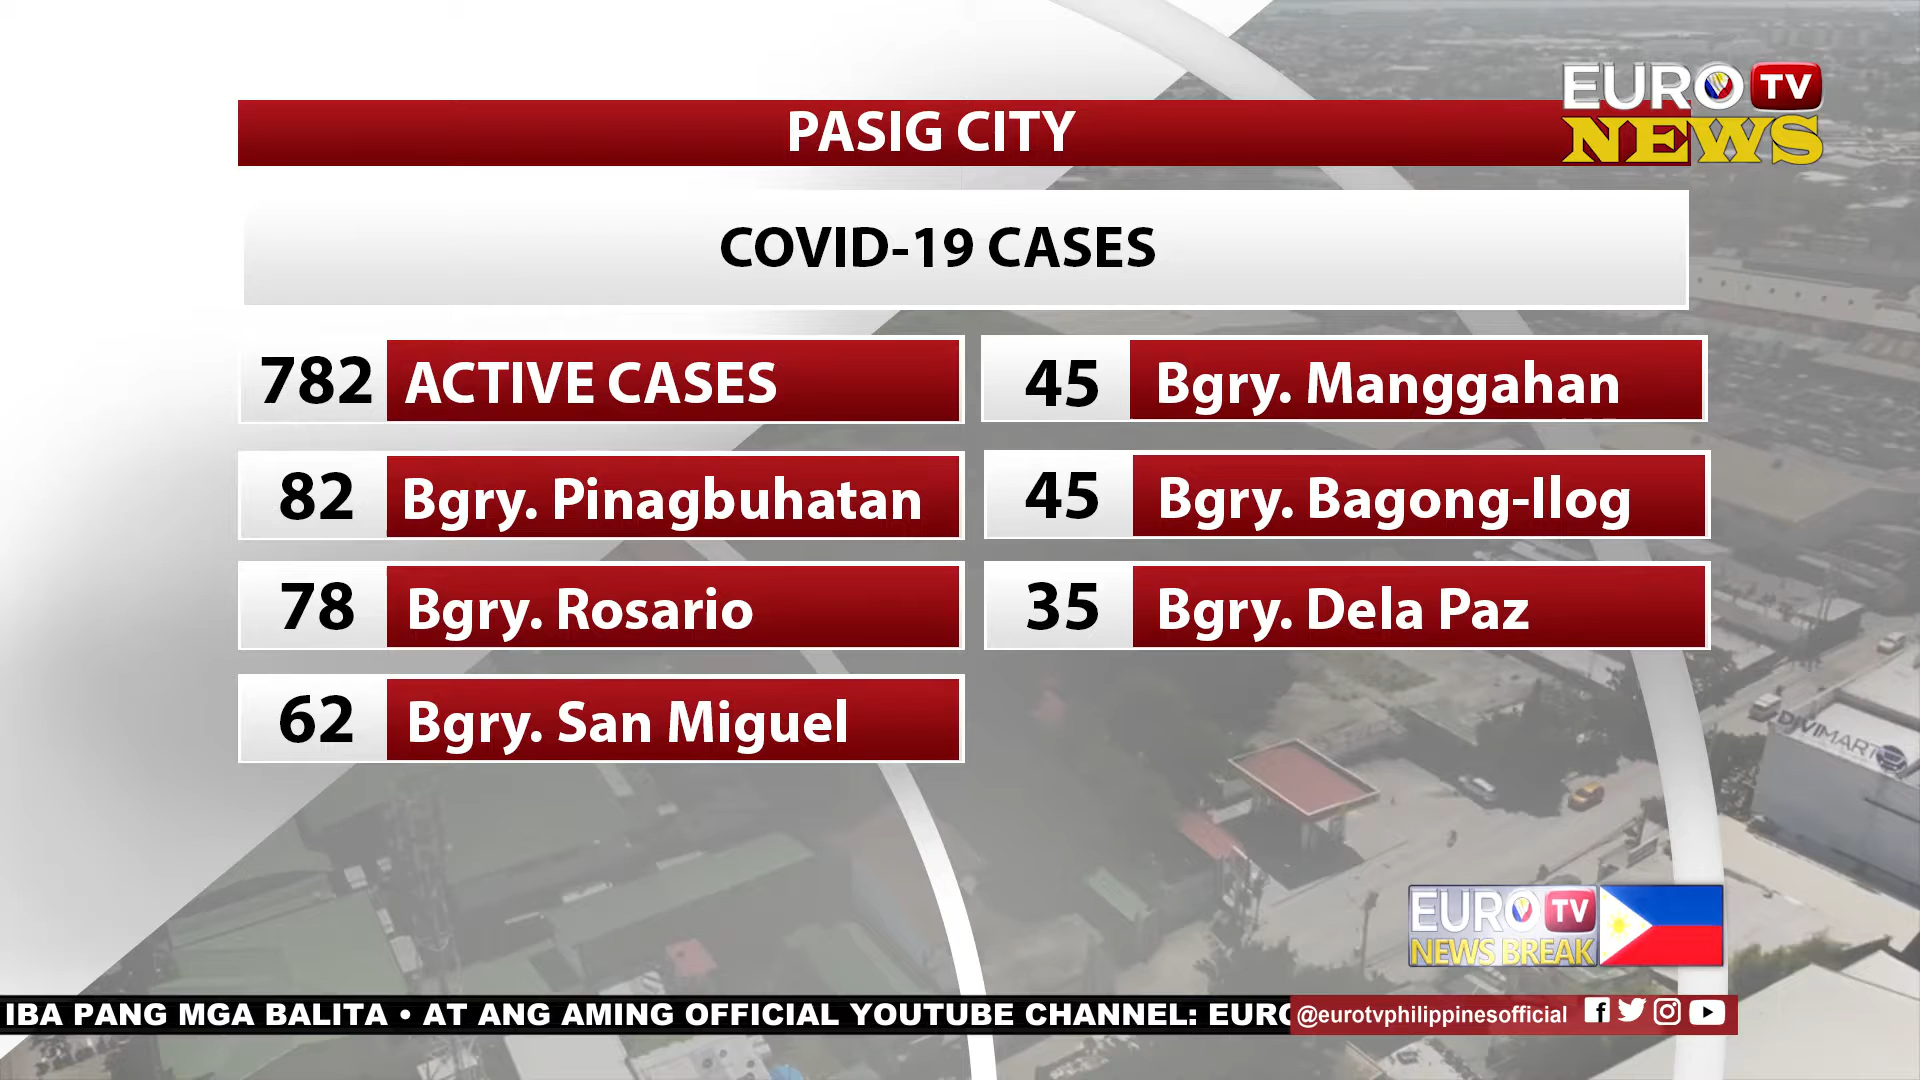 EURO TV
NEWS
PASIG CITY
COVID-19 CASES
782 ACTIVE CASES
82 Bgry. Pinagbuhatan
78 Bgry. Rosario
62 Bgry. San Miguel
45 Bgry. Manggahan
45 Bgry. Bagong-Ilog
35 Bgry. Dela Paz
DIVIMART
EURO TV
NEWS BREAK
IBA PANG MGA BALITA • AT ANG AMING OFFICIAL YOUTUBE CHANNEL: EURO
@eurotvphilippinesofficial